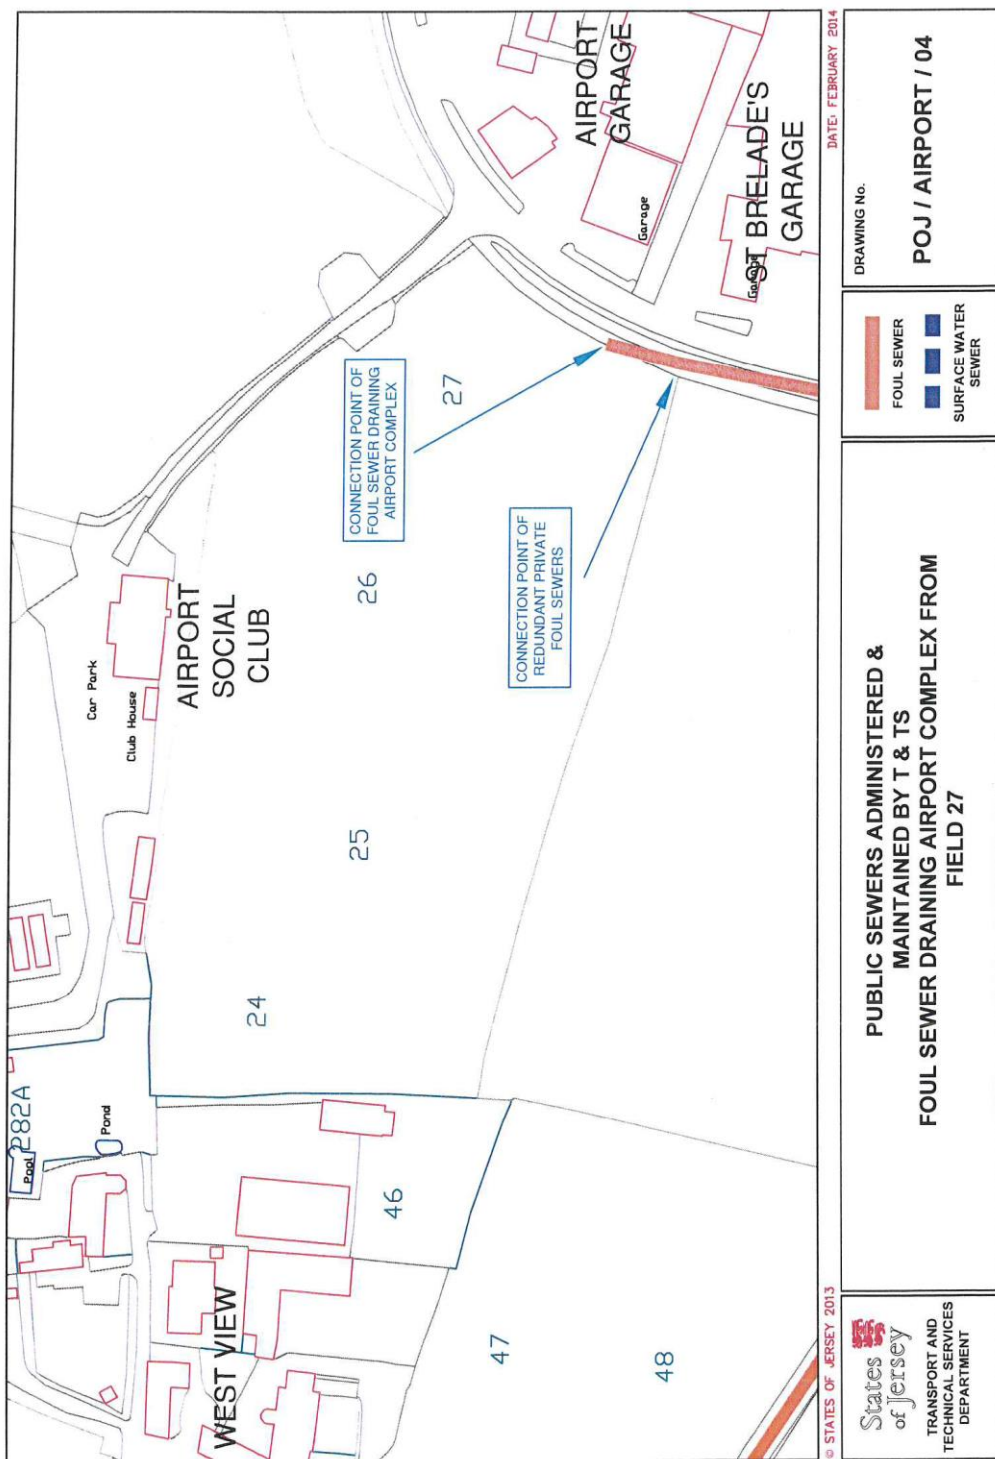 282A
Pool
Pond
Car Park
Club House
AIRPORT
SOCIAL
CLUB
WEST VIEW
24
25
26
27
46
47
48
CONNECTION POINT OF
FOUL SEWER DRAINING
AIRPORT COMPLEX
CONNECTION POINT OF
REDUNDANT PRIVATE
FOUL SEWERS
AIRPORT
GARAGE
Garage
ST BRELADE'S
GARAGE
Garage
© STATES OF JERSEY 2013
DATE: FEBRUARY 2014
States
of Jersey
TRANSPORT AND
TECHNICAL SERVICES
DEPARTMENT
PUBLIC SEWERS ADMINISTERED &
MAINTAINED BY T & TS
FOUL SEWER DRAINING AIRPORT COMPLEX FROM
FIELD 27
FOUL SEWER
SURFACE WATER
SEWER
DRAWING No.
POJ / AIRPORT / 04